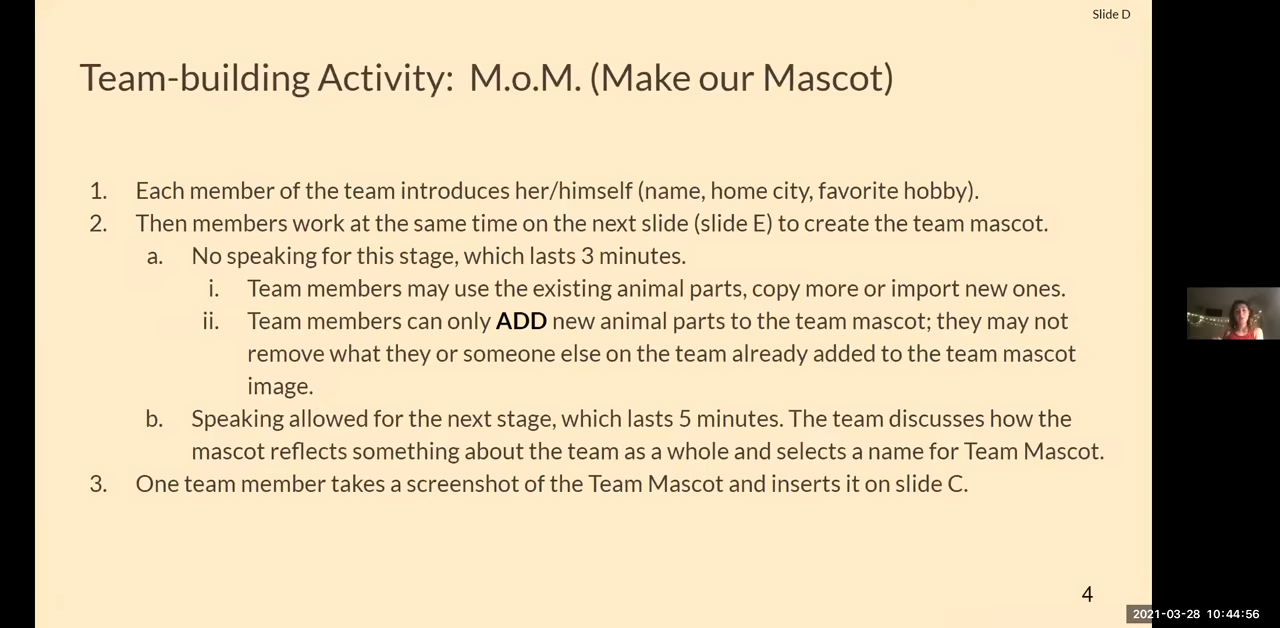 Slide D
Team-building Activity: M.o.M. (Make our Mascot)
1. Each member of the team introduces her/himself (name, home city, favorite hobby).
2. Then members work at the same time on the next slide (slide E) to create the team mascot.
a. No speaking for this stage, which lasts 3 minutes.
i. Team members may use the existing animal parts, copy more or import new ones.
ii. Team members can only ADD new animal parts to the team mascot; they may not
remove what they or someone else on the team already added to the team mascot
image.
b. Speaking allowed for the next stage, which lasts 5 minutes. The team discusses how the
mascot reflects something about the team as a whole and selects a name for Team Mascot.
3. One team member takes a screenshot of the Team Mascot and inserts it on slide C.
4
2021-03-28 10:44:56